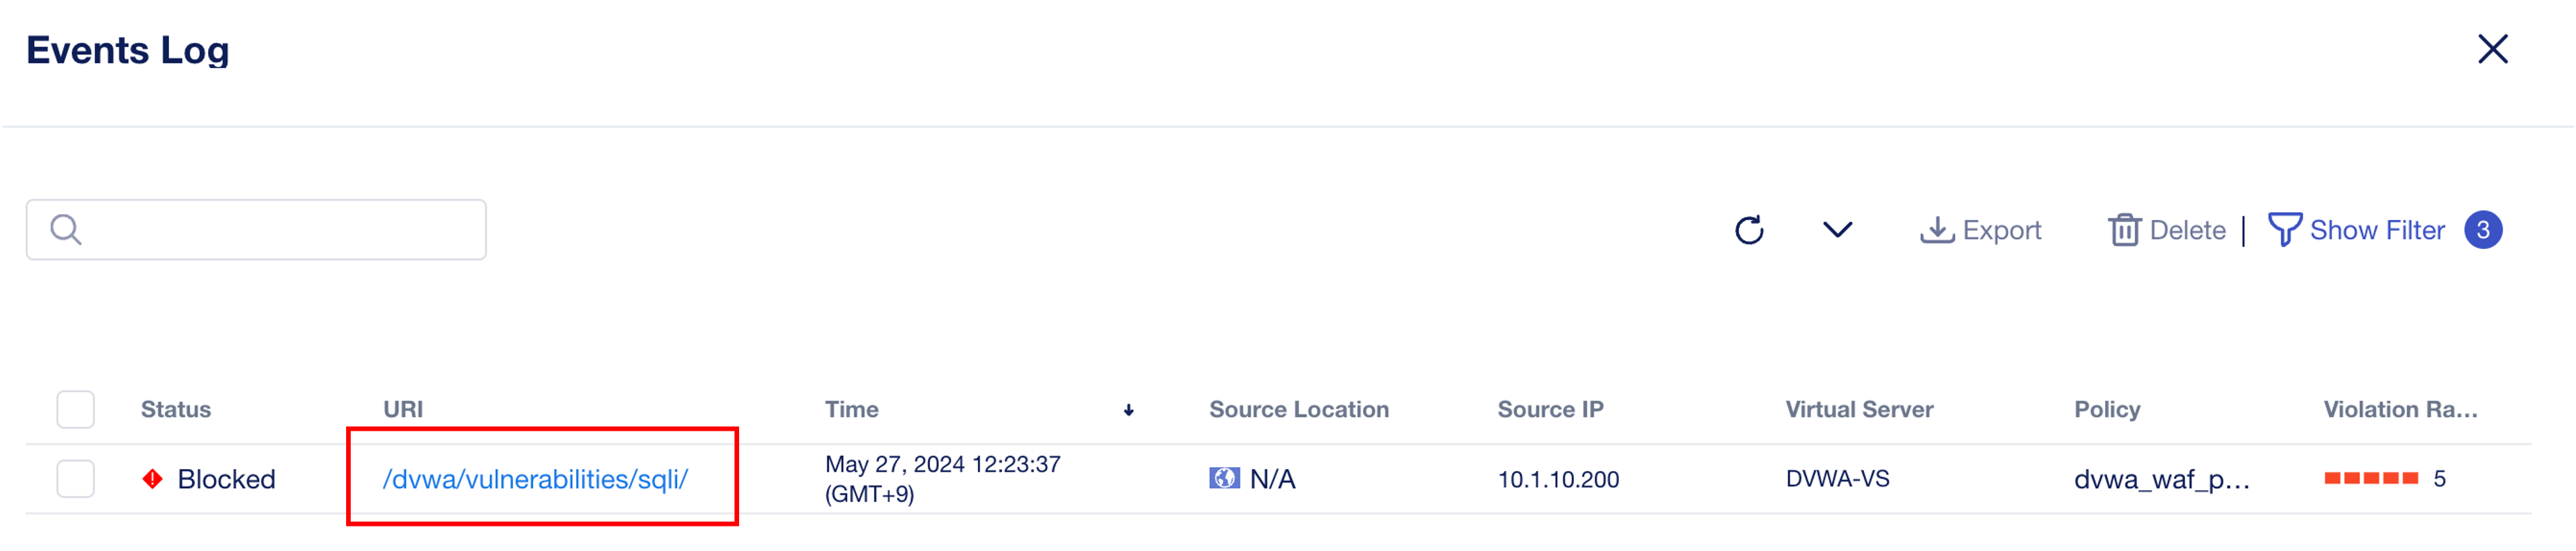 Events Log
Export Delete | Show Filter 3
Status URI Time Source Location Source IP Virtual Server Policy Violation Ra...
Blocked /dvwa/vulnerabilities/sqli/ May 27, 2024 12:23:37 N/A 10.1.10.200 DVWA-VS dvwa_waf_p... 5
(GMT+9)